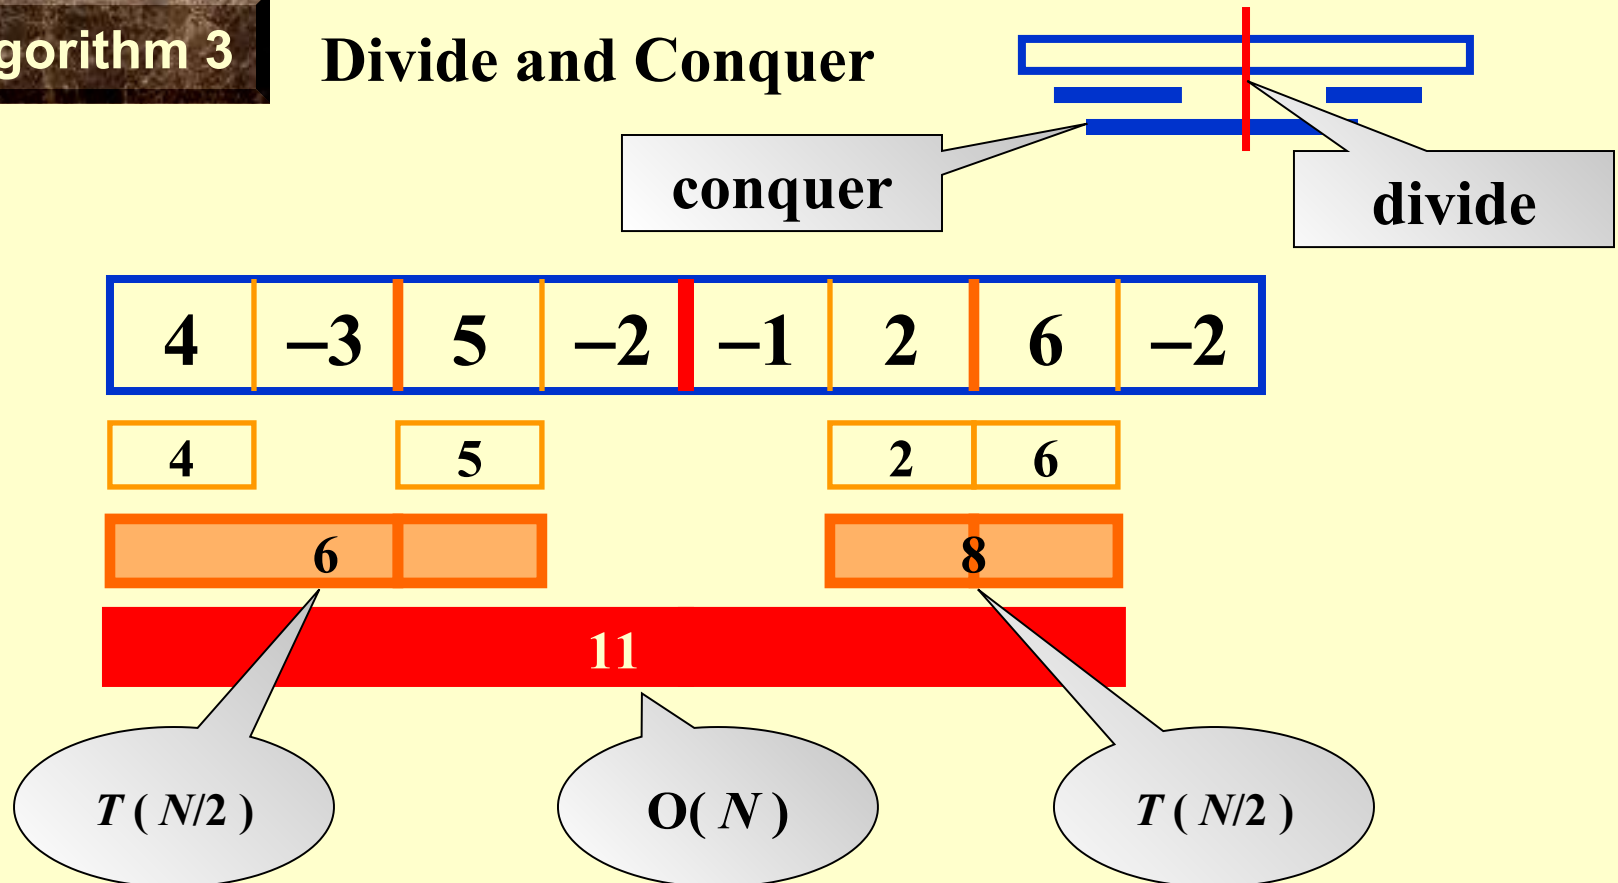 gorithm 3
Divide and Conquer
conquer
divide
4 –3 5 –2 –1 2 6 –2
4 5 2 6
6 8
11
T ( N/2 ) O( N ) T ( N/2 )